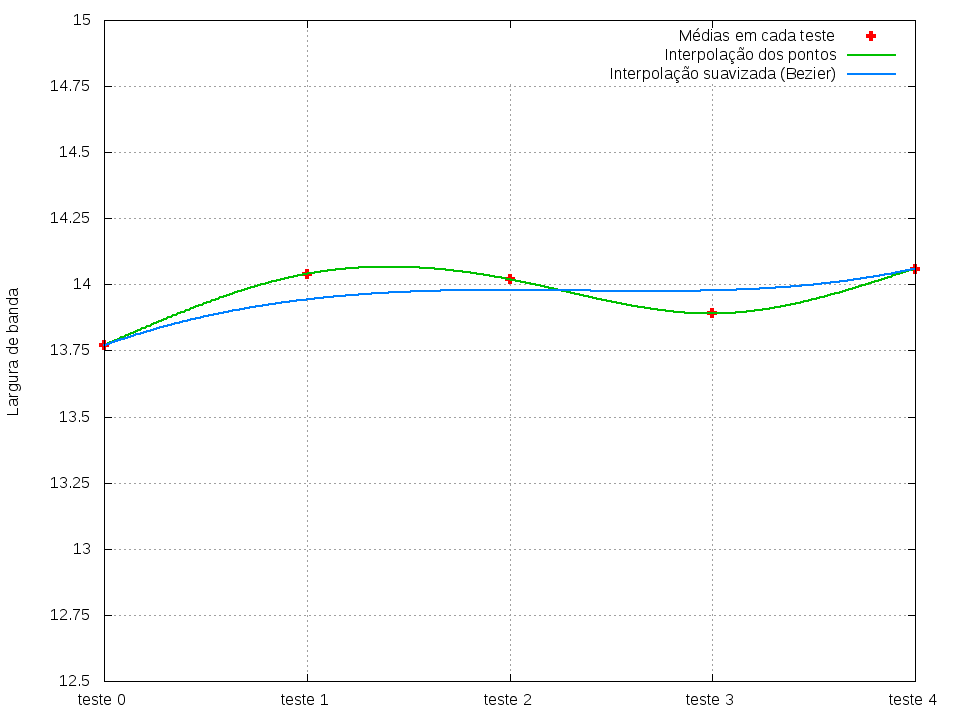 15
14.75
14.5
14.25
14
13.75
13.5
13.25
13
12.75
12.5
Largura de banda
Médias em cada teste
Interpolação dos pontos
Interpolação suavizada (Bezier)
teste 0
teste 1
teste 2
teste 3
teste 4